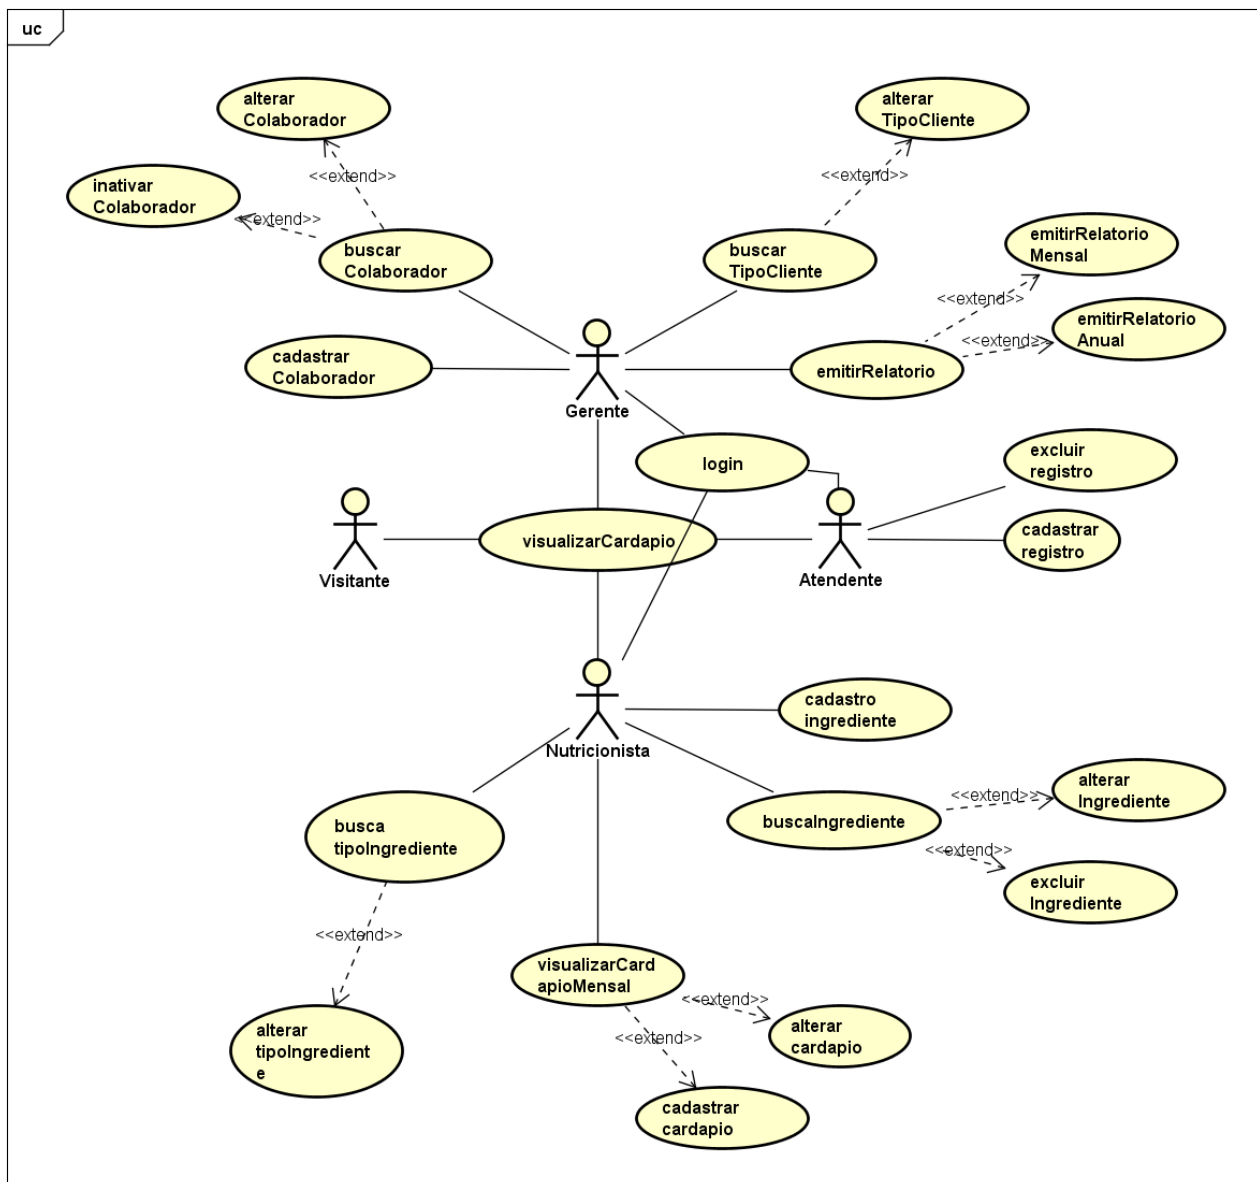 uc
alterar
Colaborador
alterar
TipoCliente
<<extend>>
<<extend>>
inativar
Colaborador
<<extend>>
buscar
Colaborador
buscar
TipoCliente
emitirRelatorio
Mensal
<<extend>>
emitirRelatorio
Anual
<<extend>>
cadastrar
Colaborador
emitirRelatorio
Gerente
login
excluir
registro
visualizarCardapio
cadastrar
registro
Visitante
Atendente
cadastro
ingrediente
Nutricionista
alterar
Ingrediente
<<extend>>
buscaIngrediente
busca
tipoIngrediente
<<extend>>
excluir
Ingrediente
<<extend>>
visualizarCard
apioMensal
<<extend>>
alterar
cardapio
<<extend>>
alterar
tipoIngredient
e
cadastrar
cardapio